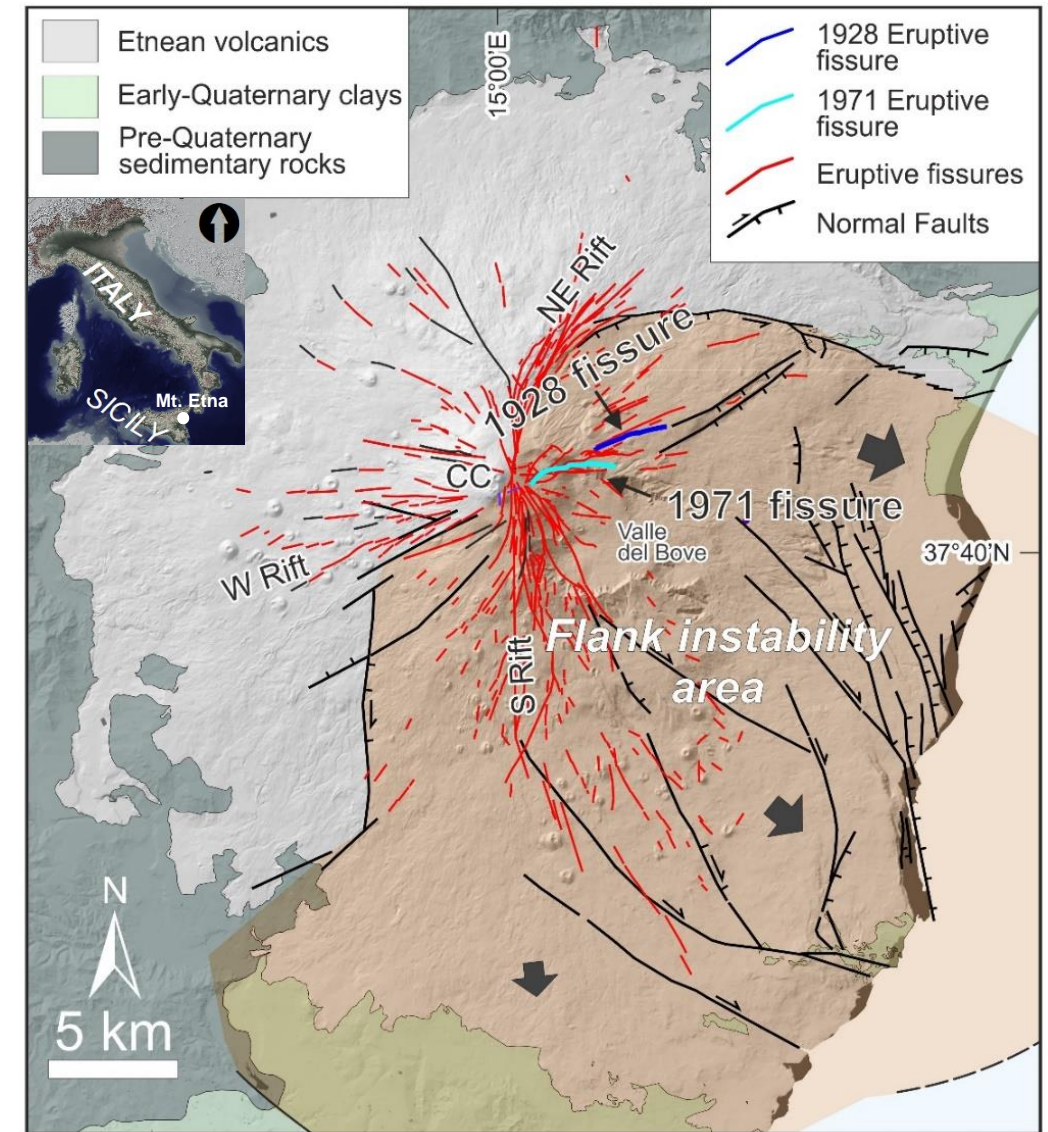 Etnean volcanics
Early-Quaternary clays
Pre-Quaternary
sedimentary rocks
15°00'E
1928 Eruptive
fissure
1971 Eruptive
fissure
Eruptive fissures
Normal Faults
ITALY
SICILY
Mt. Etna
NE Rift
1928 fissure
CC
1971 fissure
Valle
del Bove
37°40'N
W Rift
Flank instability
area
S Rift
N
5 km